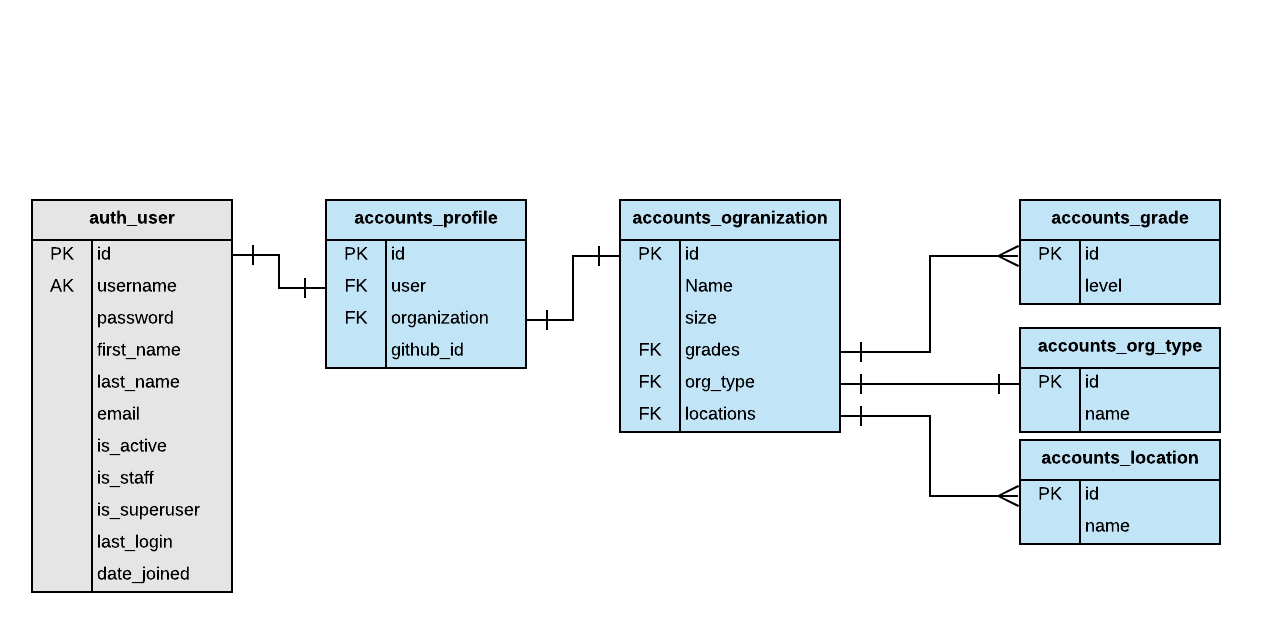 auth_user
PK id
AK username
password
first_name
last_name
email
is_active
is_staff
is_superuser
last_login
date_joined
accounts_profile
PK id
FK user
FK organization
github_id
accounts_ogranization
PK id
Name
size
FK grades
FK org_type
FK locations
accounts_grade
PK id
level
accounts_org_type
PK id
name
accounts_location
PK id
name